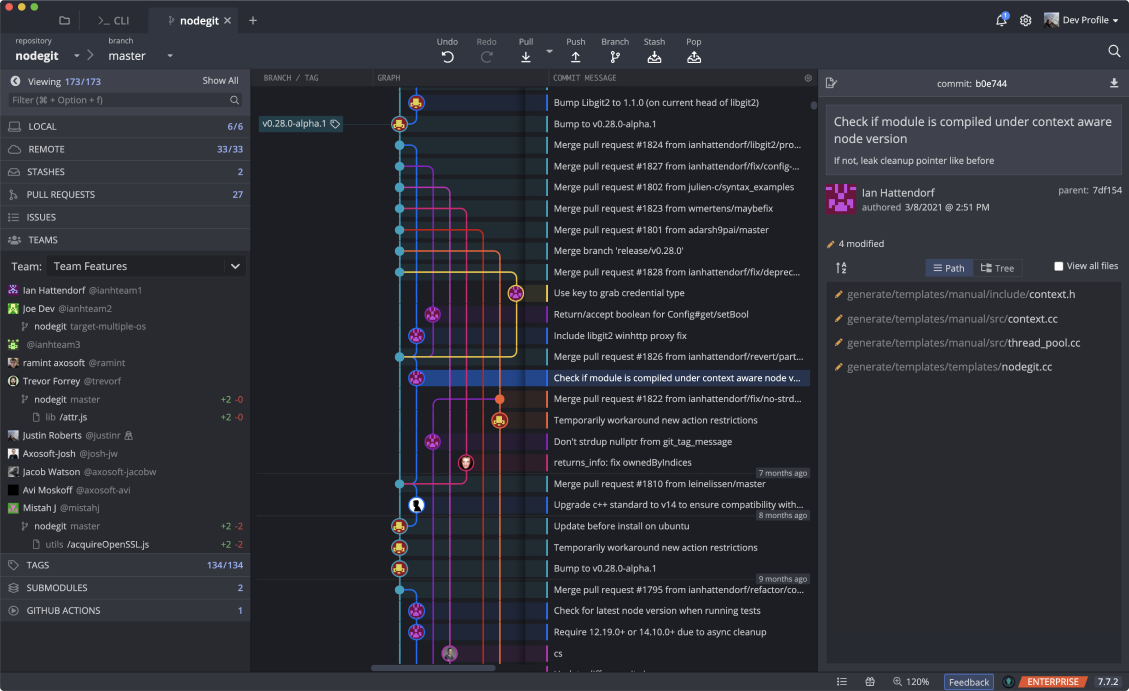 >_ CLI
nodegit ×
+
1
Dev Profile
repository
nodegit
branch
master
Undo
Redo
Pull
Push
Branch
Stash
Pop
Viewing 173/173
Show All
Filter (⌘ + Option + f)
LOCAL 6/6
REMOTE 33/33
STASHES 2
PULL REQUESTS 27
ISSUES
TEAMS
Team: Team Features
Ian Hattendorf @ianhteam1
Joe Dev @ianhteam2
nodegit target-multiple-os
@ianhteam3
ramint axosoft @ramint
Trevor Forrey @trevorf
nodegit master +2 -0
lib /attr.js +2 -0
Justin Roberts @justinr
Axosoft-Josh @josh-jw
Jacob Watson @axosoft-jacobw
Avi Moskoff @axosoft-avi
Mistah J @mistahj
nodegit master +2 -2
utils /acquireOpenSSL.js +2 -2
TAGS 134/134
SUBMODULES 2
GITHUB ACTIONS 1
BRANCH / TAG
GRAPH
COMMIT MESSAGE
Bump Libgit2 to 1.1.0 (on current head of libgit2)
v0.28.0-alpha.1
Bump to v0.28.0-alpha.1
Merge pull request #1824 from ianhattendorf/libgit2/pro...
Merge pull request #1827 from ianhattendorf/fix/config-...
Merge pull request #1802 from julien-c/syntax_examples
Merge pull request #1823 from wmertens/maybefix
Merge pull request #1801 from adarsh9pai/master
Merge branch 'release/v0.28.0'
Merge pull request #1828 from ianhattendorf/fix/deprec...
Use key to grab credential type
Return/accept boolean for Config#get/setBool
Include libgit2 winhttp proxy fix
Merge pull request #1826 from ianhattendorf/revert/part...
Check if module is compiled under context aware node v...
Merge pull request #1822 from ianhattendorf/fix/no-strd...
Temporarily workaround new action restrictions
Don't strdup nullptr from git_tag_message
returns_info: fix ownedByIndices
7 months ago
Merge pull request #1810 from leinelissen/master
Upgrade c++ standard to v14 to ensure compatibility with...
8 months ago
Update before install on ubuntu
Temporarily workaround new action restrictions
Bump to v0.28.0-alpha.1
9 months ago
Merge pull request #1795 from ianhattendorf/refactor/co...
Check for latest node version when running tests
Require 12.19.0+ or 14.10.0+ due to async cleanup
cs
commit: b0e744
Check if module is compiled under context aware
node version
If not, leak cleanup pointer like before
Ian Hattendorf
authored 3/8/2021 @ 2:51 PM
parent: 7df154
4 modified
Path
Tree
View all files
generate/templates/manual/include/context.h
generate/templates/manual/src/context.cc
generate/templates/manual/src/thread_pool.cc
generate/templates/templates/nodegit.cc
120%
Feedback
ENTERPRISE
7.7.2